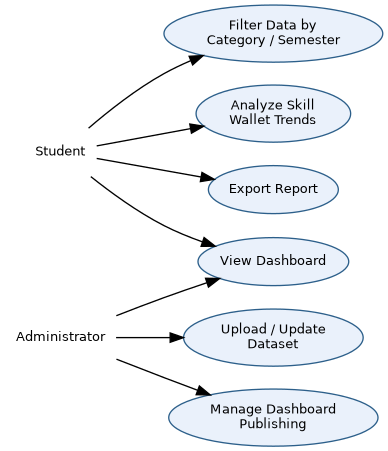 Filter Data by
Category / Semester
Analyze Skill
Wallet Trends
Student
Export Report
View Dashboard
Upload / Update
Dataset
Administrator
Manage Dashboard
Publishing